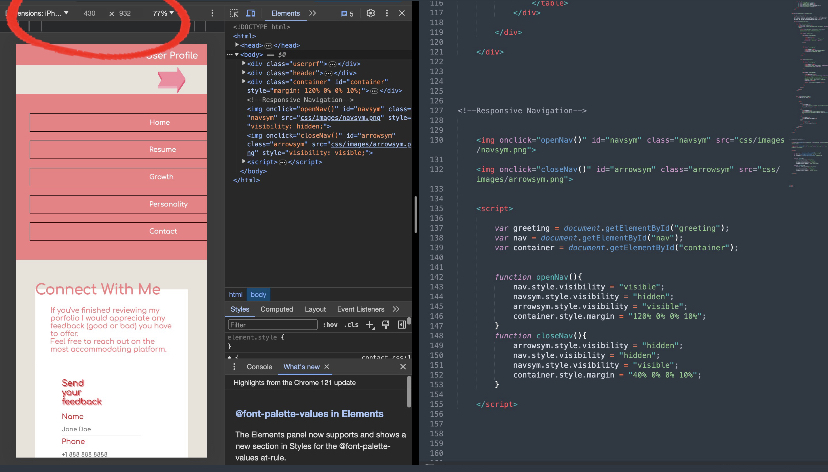 Dimensions: iPh... 430 × 932 77%
User Profile
Home
Resume
Growth
Personality
Contact
Connect With Me
If you've finished reviewing my
porfolio I would appreciate any
feedback (good or bad) you have
to offer.
Feel free to reach out on the
most accommodating platform.
Send
your
feedback
Name
Jane Doe
Phone
+1 858 508 5858
Elements
5
<!DOCTYPE html>
<html>
<head>…</head>
<body> == $0
<div class="userprf">…</div>
<div class="header">…</div>
<div class="container" id="container"
style="margin: 120% 0% 0% 10%;">…</div>
<!--Responsive Navigation-->
<img onclick="openNav()" id="navsym" class=
"navsym" src="css/images/navsym.png" style=
"visibility: hidden;">
<img onclick="closeNav()" id="arrowsym"
class="arrowsym" src="css/images/arrowsym.p
ng" style="visibility: visible;">
<script>…</script>
</body>
</html>
html body
Styles Computed Layout Event Listeners
Filter :hov .cls
element.style {
}
contact.css:1
Console What's new
Highlights from the Chrome 121 update
@font-palette-values in Elements
The Elements panel now supports and shows a
new section in Styles for the @font-palette-
values at-rule.
116 </table>
117 </div>
118
119 </div>
120
121 </div>
122
123
124
125
126
127 <!--Responsive Navigation-->
128
129
130 <img onclick="openNav()" id="navsym" class="navsym" src="css/images
/navsym.png">
131
132 <img onclick="closeNav()" id="arrowsym" class="arrowsym" src="css/
images/arrowsym.png">
133
134
135 <script>
136
137 var greeting = document.getElementById("greeting");
138 var nav = document.getElementById("nav");
139 var container = document.getElementById("container");
140
141
142 function openNav(){
143 nav.style.visibility = "visible";
144 navsym.style.visibility = "hidden";
145 arrowsym.style.visibility = "visible";
146 container.style.margin = "120% 0% 0% 10%";
147 }
148 function closeNav(){
149 arrowsym.style.visibility = "hidden";
150 nav.style.visibility = "hidden";
151 navsym.style.visibility = "visible";
152 container.style.margin = "40% 0% 0% 10%";
153 }
154
155 </script>
156
157
158
159
160